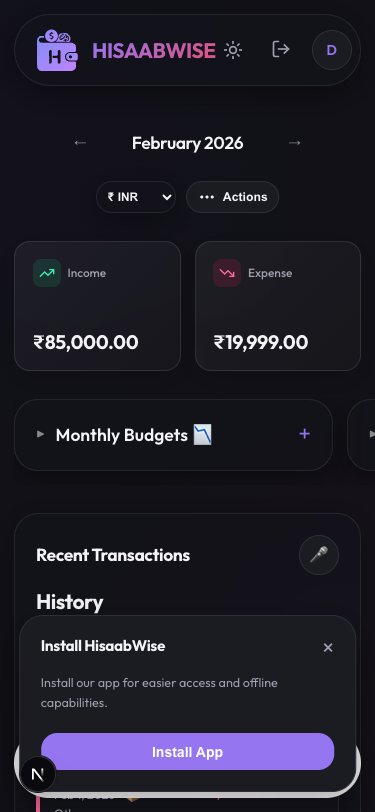 H
HISAABWISE
D
← February 2026 →
₹ INR
••• Actions
Income
₹85,000.00
Expense
₹19,999.00
Monthly Budgets
+
Recent Transactions
History
Install HisaabWise
×
Install our app for easier access and offline
capabilities.
Install App
N